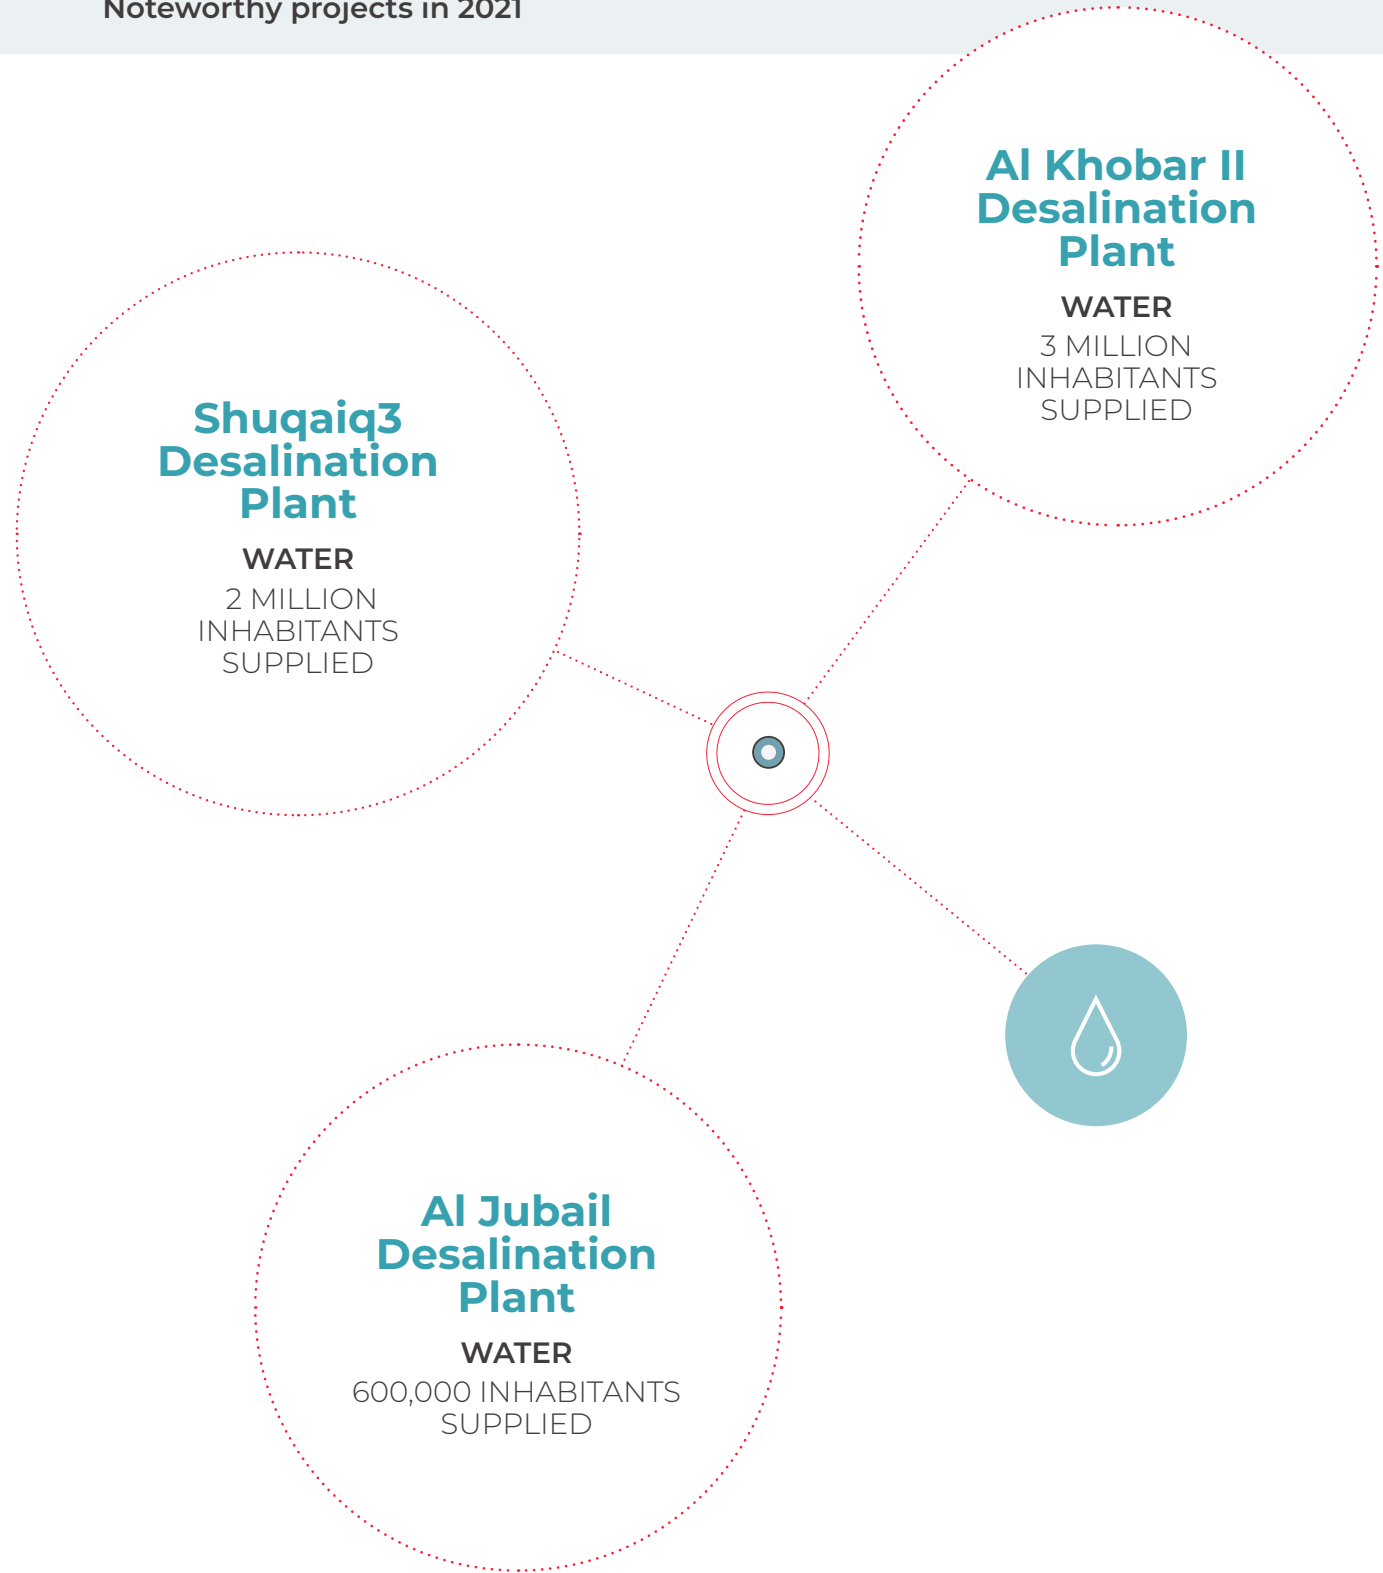 Noteworthy projects in 2021
Al Khobar II
Desalination
Plant
WATER
3 MILLION
INHABITANTS
SUPPLIED
Shuqaiq3
Desalination
Plant
WATER
2 MILLION
INHABITANTS
SUPPLIED
Al Jubail
Desalination
Plant
WATER
600,000 INHABITANTS
SUPPLIED